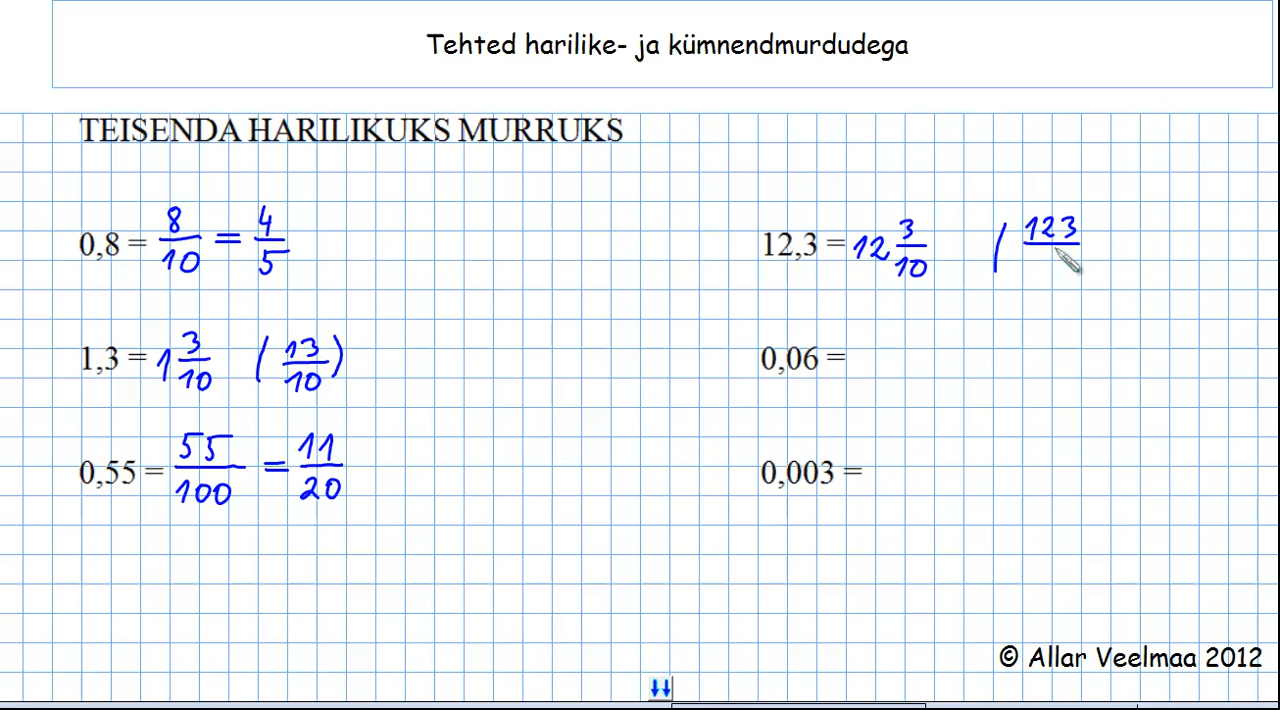 Tehted harilike- ja kümnendmurdudega
TEISENDA HARILIKUKS MURRUKS
0,8 = 8/10 = 4/5
1,3 = 1 3/10 (13/10)
0,55 = 55/100 = 11/20
12,3 = 12 3/10 (123/
0,06 =
0,003 =
© Allar Veelmaa 2012